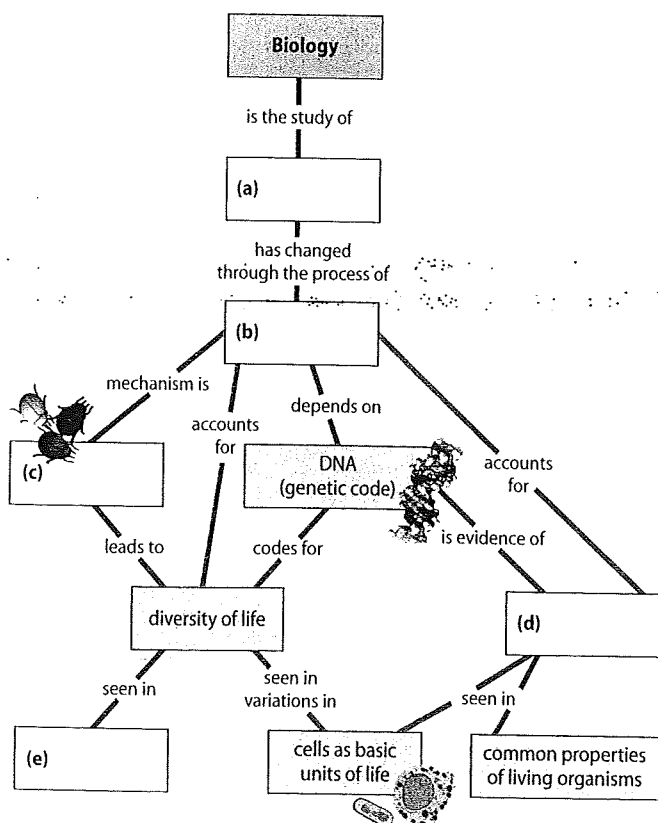 Biology
is the study of
(a)
has changed
through the process of
(b)
mechanism is
accounts
for
depends on
accounts
for
(c)
DNA
(genetic code)
leads to
codes for
is evidence of
diversity of life
(d)
seen in
seen in
variations in
seen in
(e)
cells as basic
units of life
common properties
of living organisms